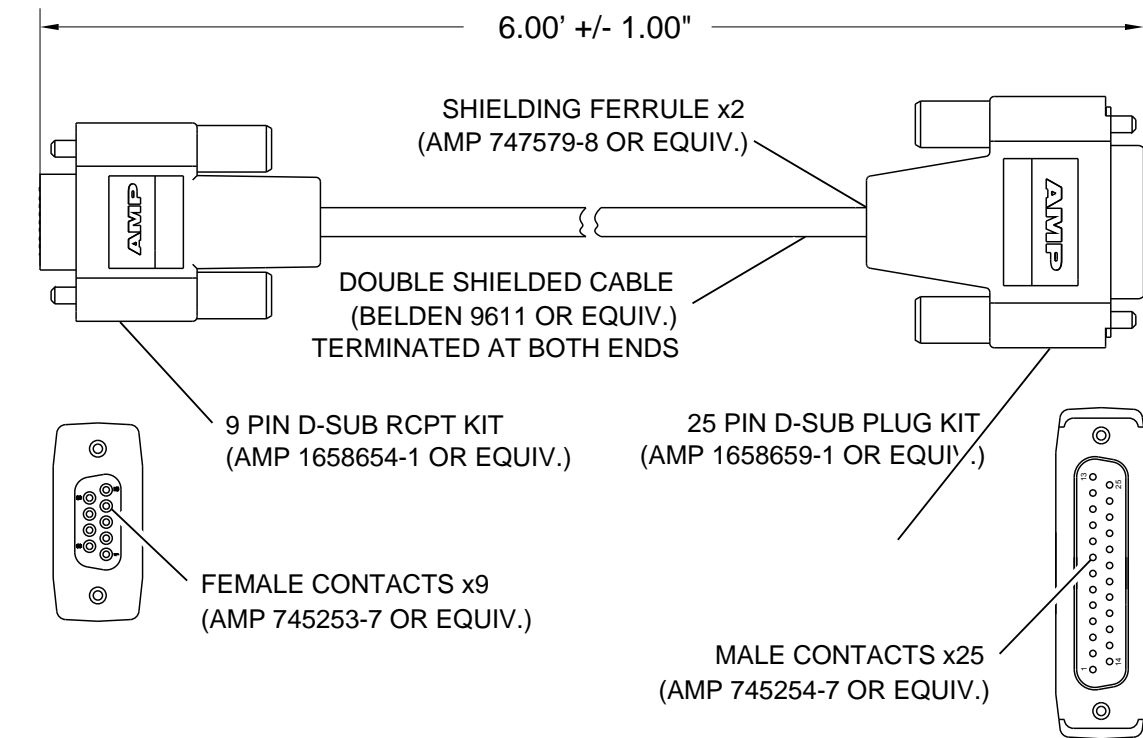 6.00' +/- 1.00"
SHIELDING FERRULE x2
(AMP 747579-8 OR EQUIV.)
AMP
AMP
DOUBLE SHIELDED CABLE
(BELDEN 9611 OR EQUIV.)
TERMINATED AT BOTH ENDS
9 PIN D-SUB RCPT KIT
(AMP 1658654-1 OR EQUIV.)
25 PIN D-SUB PLUG KIT
(AMP 1658659-1 OR EQUIV.)
13
25
FEMALE CONTACTS x9
(AMP 745253-7 OR EQUIV.)
MALE CONTACTS x25
(AMP 745254-7 OR EQUIV.)
1
14